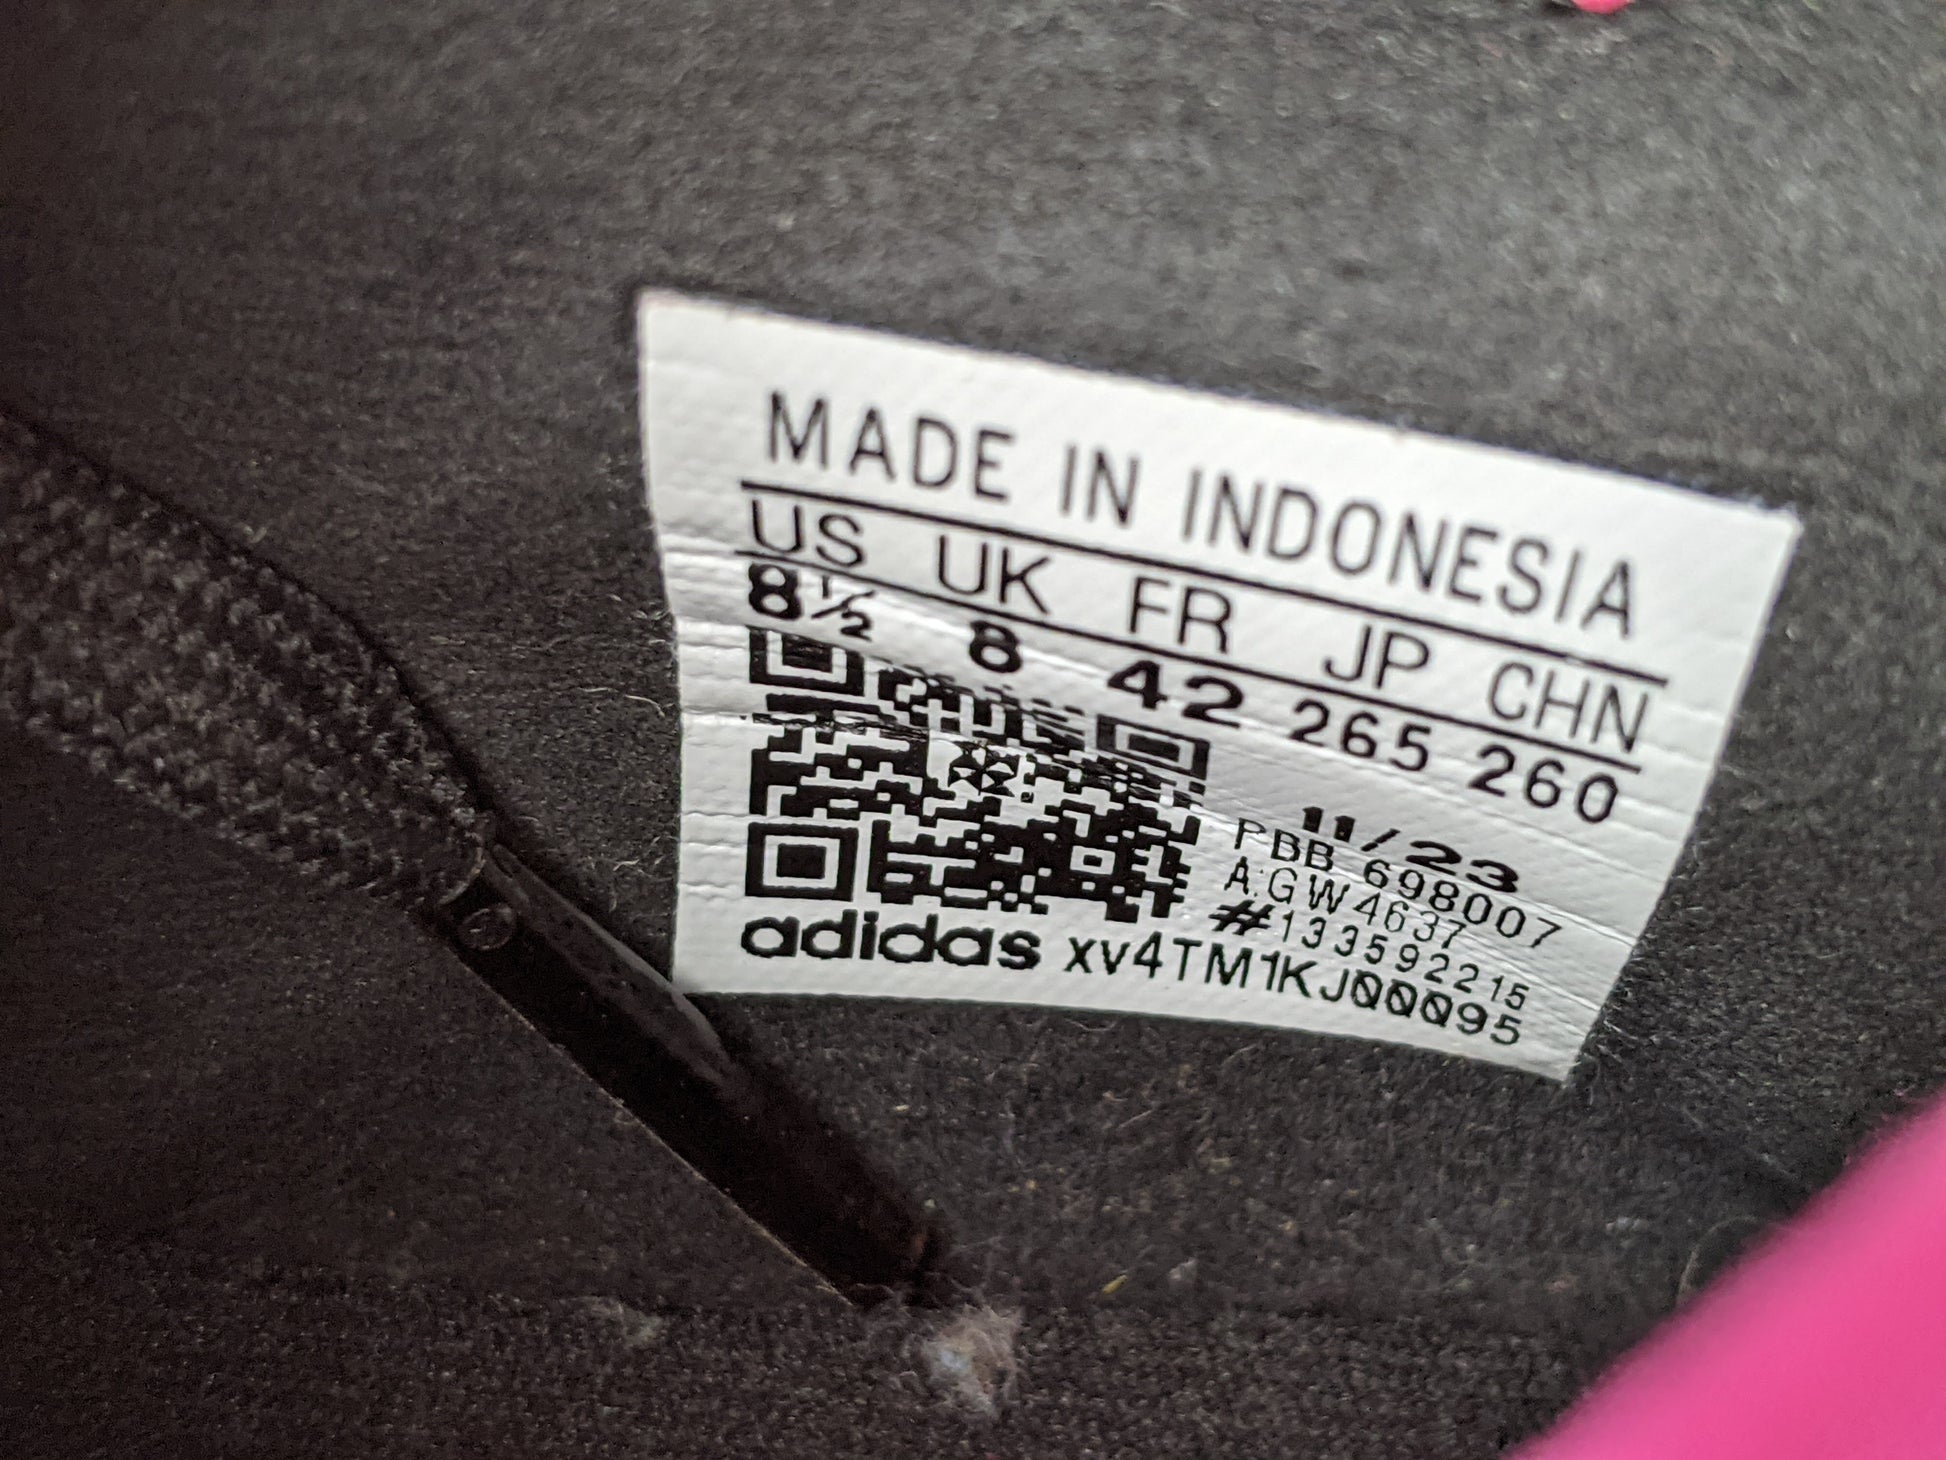 MADE IN INDONESIA
US UK FR JP CHN
8½ 8 42 265 260
11/23
PBB 698007
A:GW4637
#133592215
adidas xv4TM1KJ00095